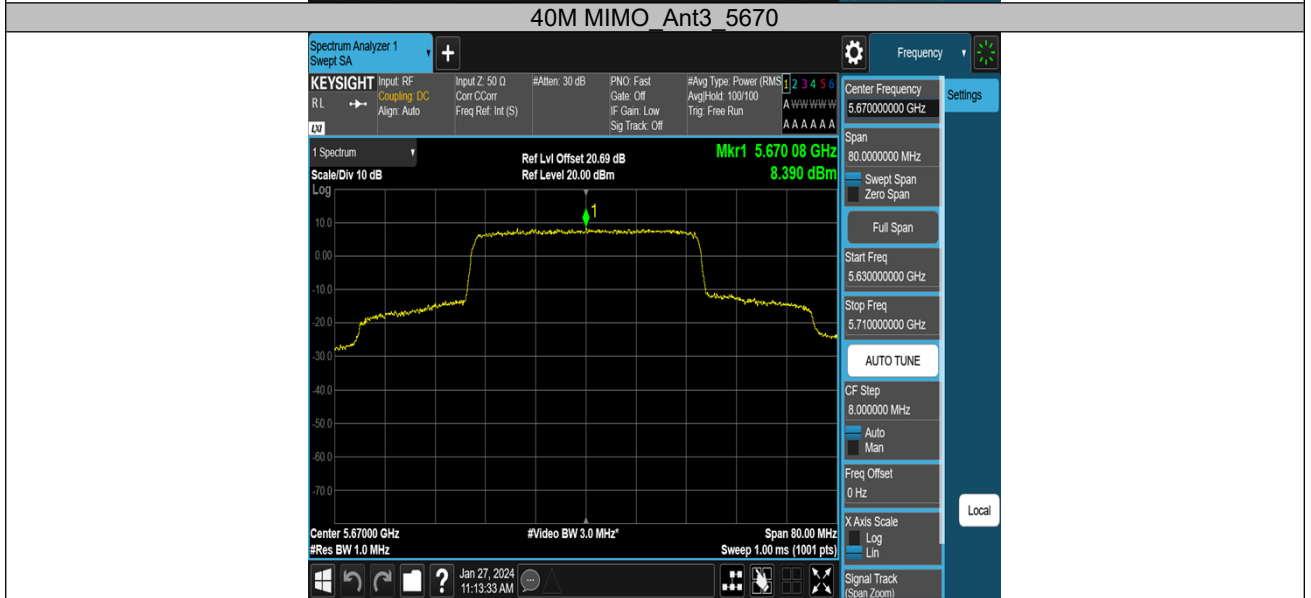 40M MIMO_Ant3_5670
Spectrum Analyzer 1
Swept SA
+
Frequency
KEYSIGHT
RL
LXI
Input: RF
Coupling: DC
Align: Auto
Input Z: 50 Ω
Corr CCorr
Freq Ref: Int (S)
#Atten: 30 dB
PNO: Fast
Gate: Off
IF Gain: Low
Sig Track: Off
#Avg Type: Power (RMS
Avg|Hold: 100/100
Trig: Free Run
1 2 3 4 5 6
A W W W W W
A A A A A A
1 Spectrum
Scale/Div 10 dB
Log
Ref Lvl Offset 20.69 dB
Ref Level 20.00 dBm
Mkr1 5.670 08 GHz
8.390 dBm
1
10.0
0.00
-10.0
-20.0
-30.0
-40.0
-50.0
-60.0
-70.0
Center 5.67000 GHz
#Res BW 1.0 MHz
#Video BW 3.0 MHz*
Span 80.00 MHz
Sweep 1.00 ms (1001 pts)
Jan 27, 2024
11:13:33 AM
?
Center Frequency
5.670000000 GHz
Settings
Span
80.0000000 MHz
Swept Span
Zero Span
Full Span
Start Freq
5.630000000 GHz
Stop Freq
5.710000000 GHz
AUTO TUNE
CF Step
8.000000 MHz
Auto
Man
Freq Offset
0 Hz
X Axis Scale
Log
Lin
Local
Signal Track
(Span Zoom)